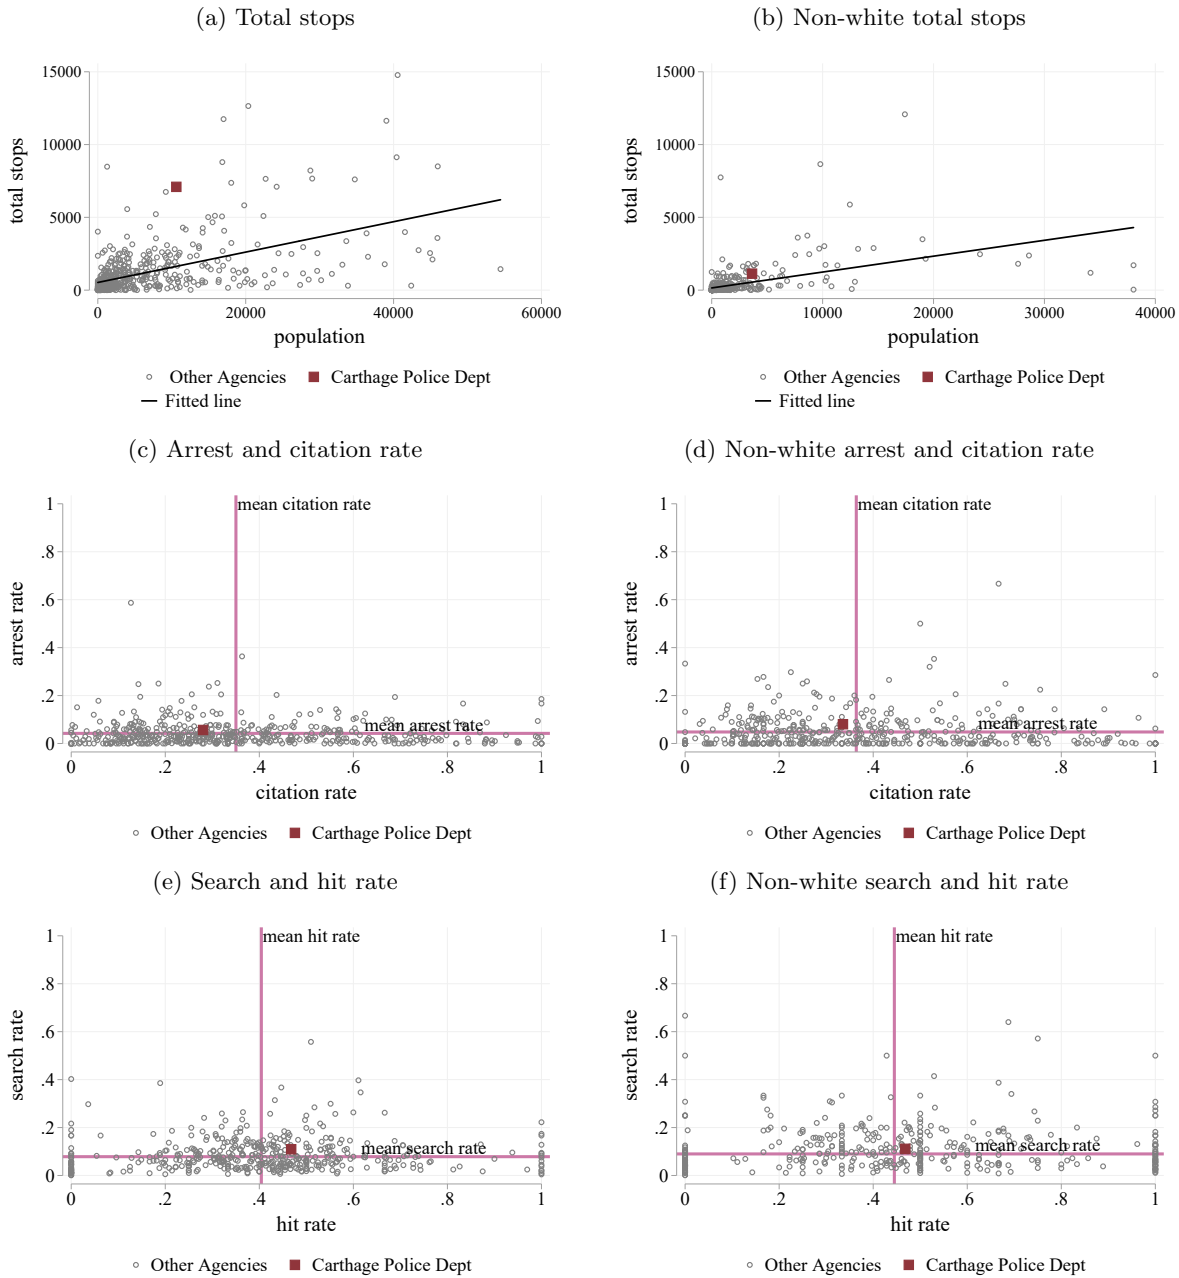 (a) Total stops
(b) Non-white total stops
total stops
15000
10000
5000
0
0 20000 40000 60000
population
Other Agencies Carthage Police Dept
Fitted line
total stops
15000
10000
5000
0
0 10000 20000 30000 40000
population
Other Agencies Carthage Police Dept
Fitted line
(c) Arrest and citation rate
(d) Non-white arrest and citation rate
arrest rate
1
.8
.6
.4
.2
0
mean citation rate
mean arrest rate
0 .2 .4 .6 .8 1
citation rate
Other Agencies Carthage Police Dept
arrest rate
1
.8
.6
.4
.2
0
mean citation rate
mean arrest rate
0 .2 .4 .6 .8 1
citation rate
Other Agencies Carthage Police Dept
(e) Search and hit rate
(f) Non-white search and hit rate
search rate
1
.8
.6
.4
.2
0
mean hit rate
mean search rate
0 .2 .4 .6 .8 1
hit rate
Other Agencies Carthage Police Dept
search rate
1
.8
.6
.4
.2
0
mean hit rate
mean search rate
0 .2 .4 .6 .8 1
hit rate
Other Agencies Carthage Police Dept